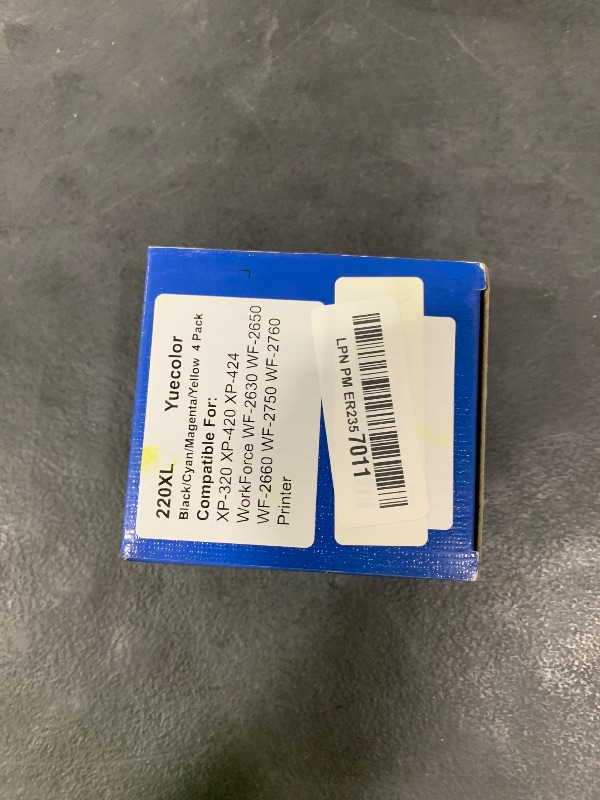 220XL Yuecolor
Black/Cyan/Magenta/Yellow 4 Pack
Compatible For:
XP-320 XP-420 XP-424
WorkForce WF-2630 WF-2650
WF-2660 WF-2750 WF-2760
Printer
LPN PM ER2357011